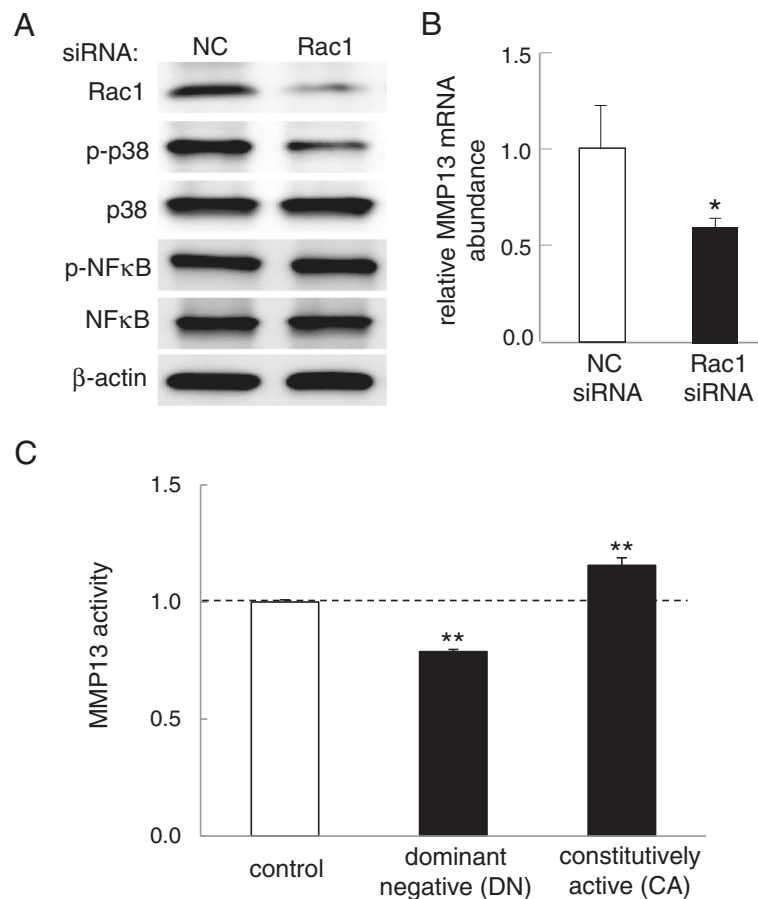 A
siRNA: NC Rac1
Rac1
p-p38
p38
p-NFκB
NFκB
β-actin
B
relative MMP13 mRNA
abundance
1.5
1.0
0.5
0.0
*
NC
siRNA
Rac1
siRNA
C
MMP13 activity
1.5
1.0
0.5
0.0
**
**
control
dominant
negative (DN)
constitutively
active (CA)